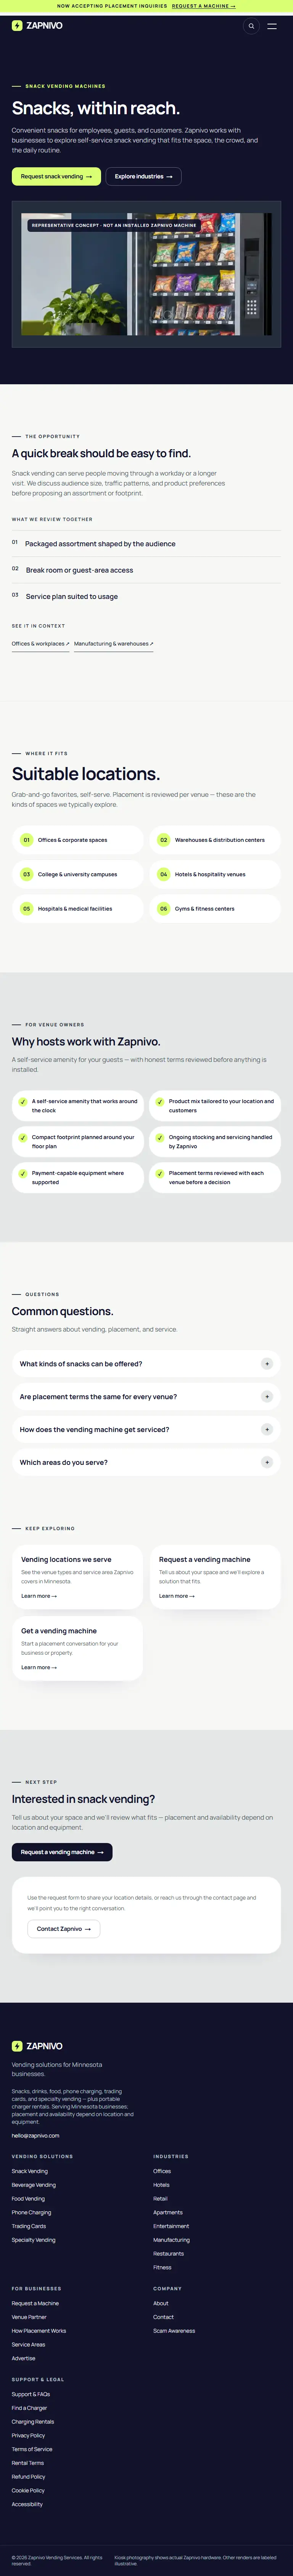 NOW ACCEPTING PLACEMENT INQUIRIES REQUEST A MACHINE →
ZAPNIVO
SNACK VENDING MACHINES
Snacks, within reach.
Convenient snacks for employees, guests, and customers. Zapnivo works with
businesses to explore self-service snack vending that fits the space, the crowd, and
the daily routine.
Request snack vending →
Explore industries →
REPRESENTATIVE CONCEPT · NOT AN INSTALLED ZAPNIVO MACHINE
THE OPPORTUNITY
A quick break should be easy to find.
Snack vending can serve people moving through a workday or a longer
visit. We discuss audience size, traffic patterns, and product preferences
before proposing an assortment or footprint.
WHAT WE REVIEW TOGETHER
01 Packaged assortment shaped by the audience
02 Break room or guest-area access
03 Service plan suited to usage
SEE IT IN CONTEXT
Offices & workplaces ↗ Manufacturing & warehouses ↗
WHERE IT FITS
Suitable locations.
Grab-and-go favorites, self-serve. Placement is reviewed per venue — these are the
kinds of spaces we typically explore.
01 Offices & corporate spaces
02 Warehouses & distribution centers
03 College & university campuses
04 Hotels & hospitality venues
05 Hospitals & medical facilities
06 Gyms & fitness centers
FOR VENUE OWNERS
Why hosts work with Zapnivo.
A self-service amenity for your guests — with honest terms reviewed before anything is
installed.
✓ A self-service amenity that works around
the clock
✓ Product mix tailored to your location and
customers
✓ Compact footprint planned around your
floor plan
✓ Ongoing stocking and servicing handled
by Zapnivo
✓ Payment-capable equipment where
supported
✓ Placement terms reviewed with each
venue before a decision
QUESTIONS
Common questions.
Straight answers about vending, placement, and service.
What kinds of snacks can be offered? +
Are placement terms the same for every venue? +
How does the vending machine get serviced? +
Which areas do you serve? +
KEEP EXPLORING
Vending locations we serve
See the venue types and service area Zapnivo
covers in Minnesota.
Learn more →
Request a vending machine
Tell us about your space and we'll explore a
solution that fits.
Learn more →
Get a vending machine
Start a placement conversation for your
business or property.
Learn more →
NEXT STEP
Interested in snack vending?
Tell us about your space and we'll review what fits — placement and availability depend on
location and equipment.
Request a vending machine →
Use the request form to share your location details, or reach us through the contact page and
we'll point you to the right conversation.
Contact Zapnivo →
ZAPNIVO
Vending solutions for Minnesota
businesses.
Snacks, drinks, food, phone charging, trading
cards, and specialty vending — plus portable
charger rentals. Serving Minnesota businesses;
placement and availability depend on location and
equipment.
hello@zapnivo.com
VENDING SOLUTIONS
Snack Vending
Beverage Vending
Food Vending
Phone Charging
Trading Cards
Specialty Vending
INDUSTRIES
Offices
Hotels
Retail
Apartments
Entertainment
Manufacturing
Restaurants
Fitness
FOR BUSINESSES
Request a Machine
Venue Partner
How Placement Works
Service Areas
Advertise
COMPANY
About
Contact
Scam Awareness
SUPPORT & LEGAL
Support & FAQs
Find a Charger
Charging Rentals
Privacy Policy
Terms of Service
Rental Terms
Refund Policy
Cookie Policy
Accessibility
© 2026 Zapnivo Vending Services. All rights
reserved.
Kiosk photography shows actual Zapnivo hardware. Other renders are labeled
illustrative.